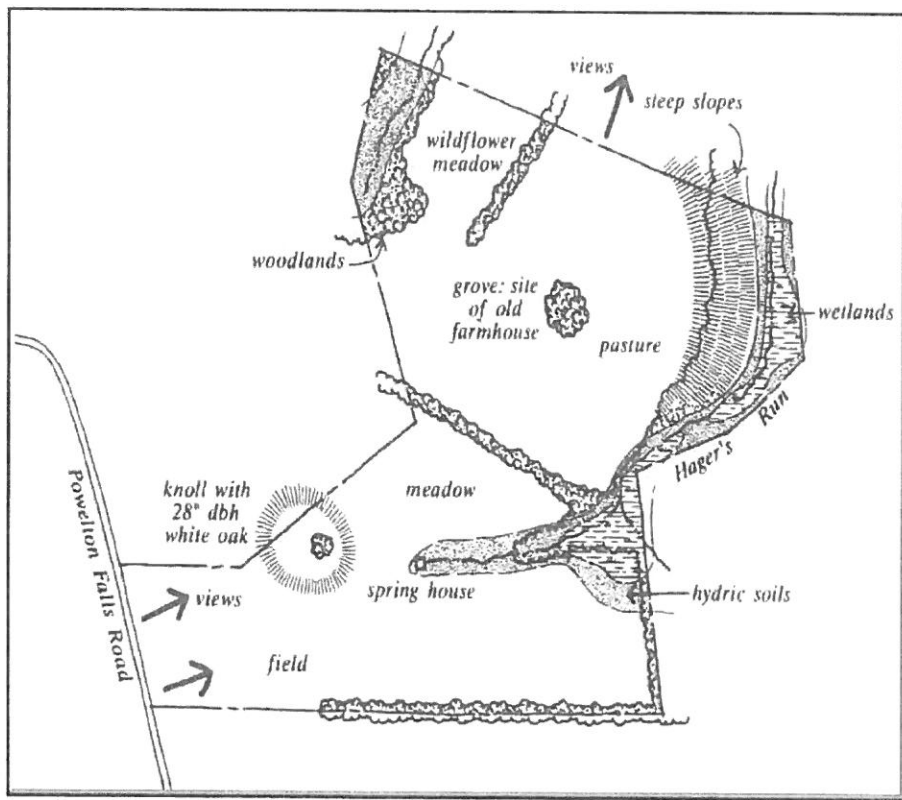 views
steep slopes
wildflower
meadow
woodlands
grove: site
of old
farmhouse
pasture
wetlands
Hager's Run
Powelton Falls Road
knoll with
28" dbh
white oak
meadow
spring house
hydric soils
views
field